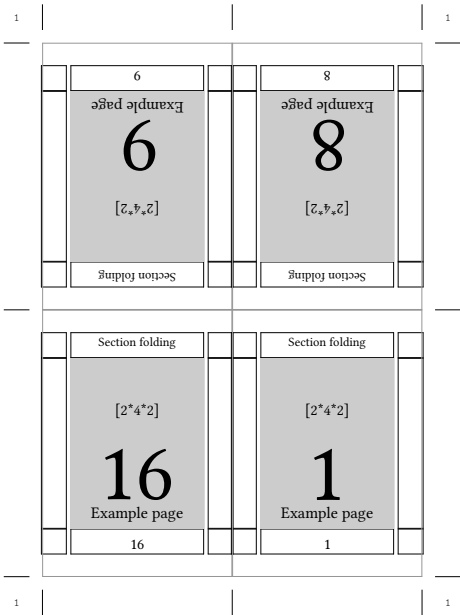 1
1
9
8
Example page
Example page
9
8
[2*4*2]
[2*4*2]
Section folding
Section folding
Section folding
Section folding
[2*4*2]
[2*4*2]
16
1
Example page
Example page
16
1
1
1